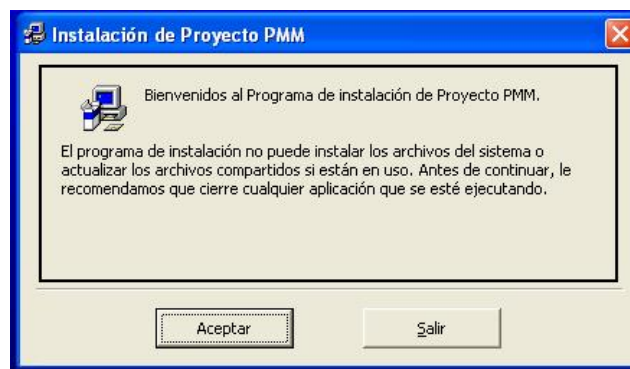 Instalación de Proyecto PMM
Bienvenidos al Programa de instalación de Proyecto PMM.
El programa de instalación no puede instalar los archivos del sistema o
actualizar los archivos compartidos si están en uso. Antes de continuar, le
recomendamos que cierre cualquier aplicación que se esté ejecutando.
Aceptar
Salir